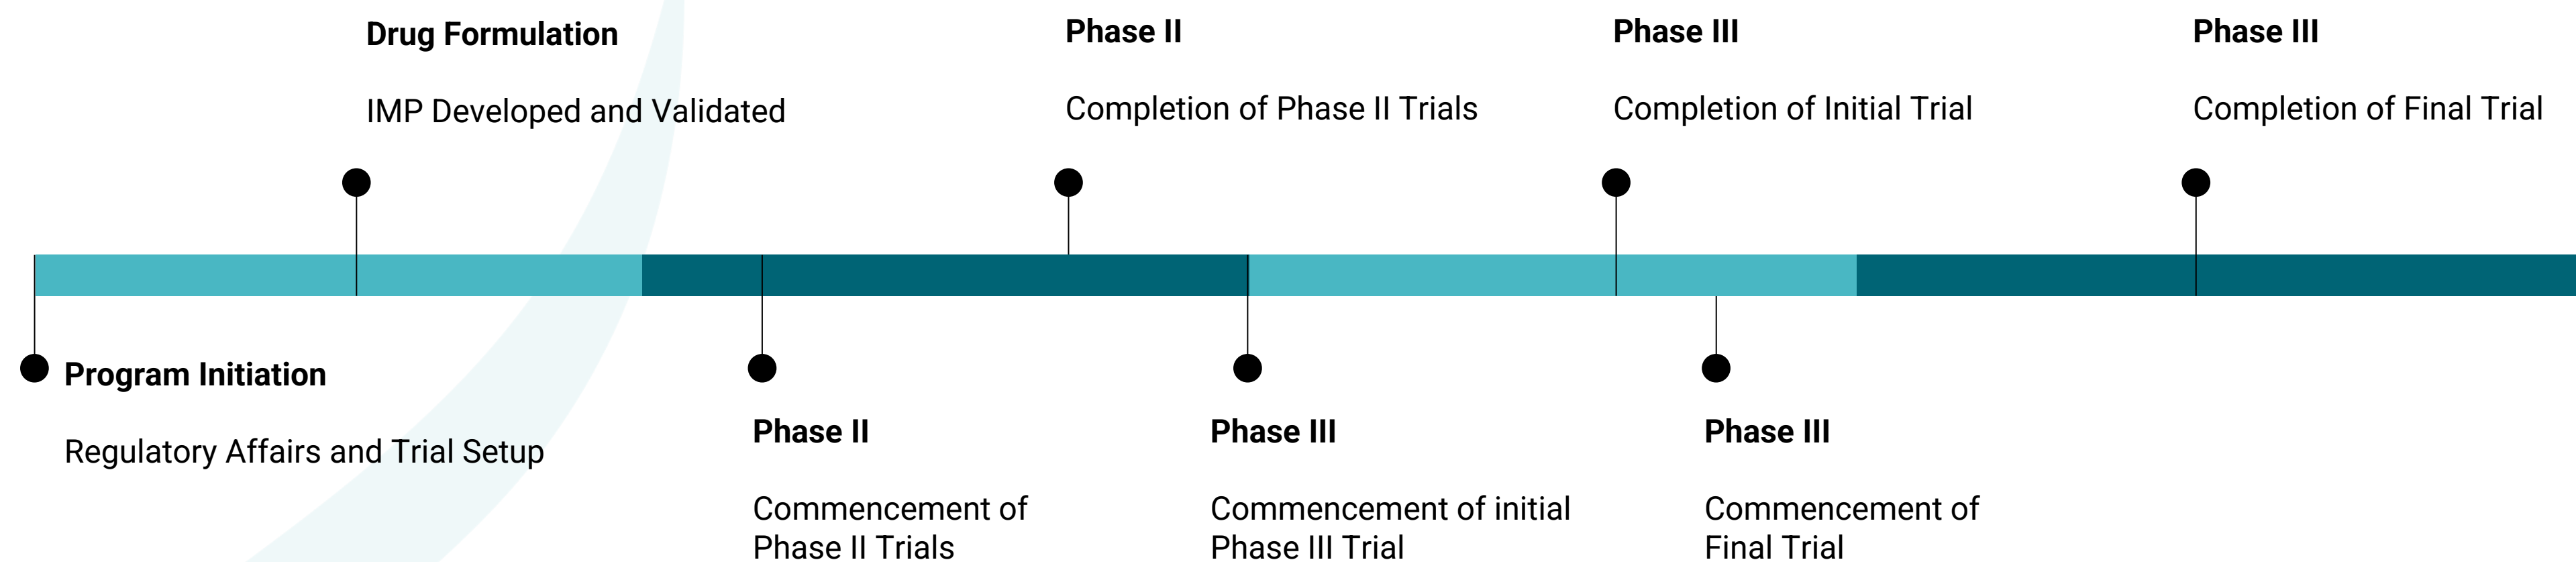 Drug Formulation
IMP Developed and Validated
Phase II
Completion of Phase II Trials
Phase III
Completion of Initial Trial
Phase III
Completion of Final Trial
Program Initiation
Regulatory Affairs and Trial Setup
Phase II
Commencement of
Phase II Trials
Phase III
Commencement of initial
Phase III Trial
Phase III
Commencement of
Final Trial